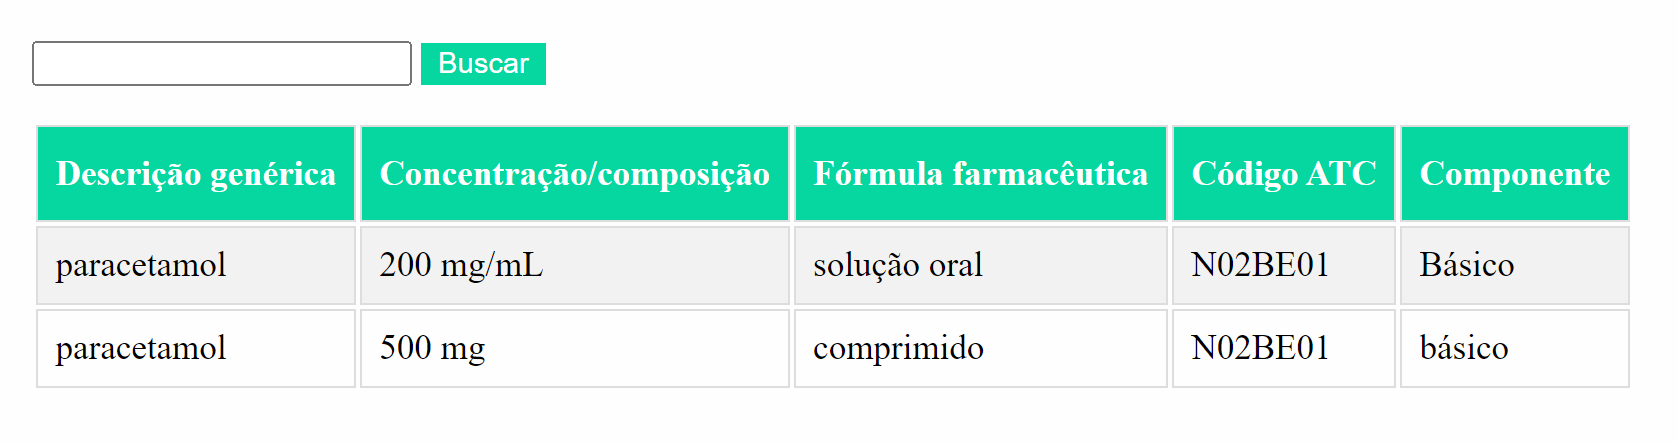 Buscar
Descrição genérica Concentração/composição Fórmula farmacêutica Código ATC Componente
paracetamol 200 mg/mL solução oral N02BE01 Básico
paracetamol 500 mg comprimido N02BE01 básico